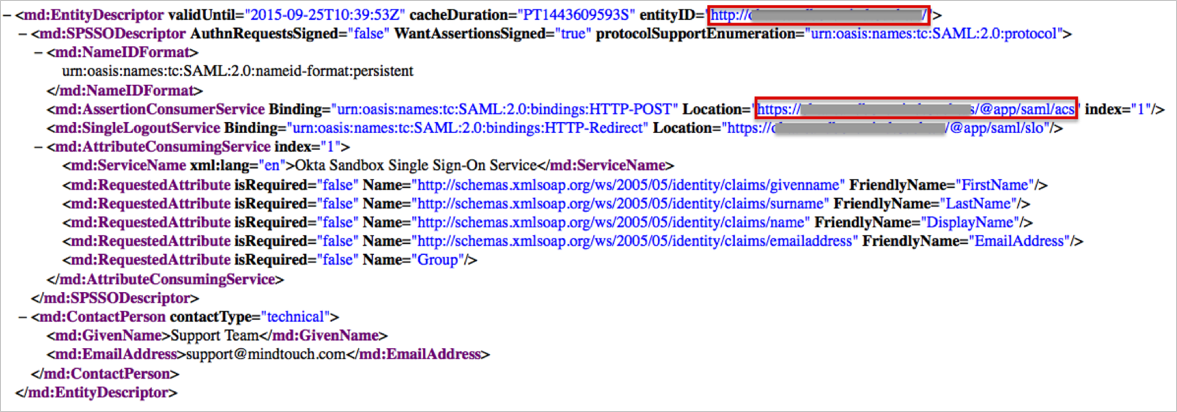 – <md:EntityDescriptor validUntil="2015-09-25T10:39:53Z" cacheDuration="PT1443609593S" entityID="http:// /">
– <md:SPSSODescriptor AuthnRequestsSigned="false" WantAssertionsSigned="true" protocolSupportEnumeration="urn:oasis:names:tc:SAML:2.0:protocol">
– <md:NameIDFormat>
urn:oasis:names:tc:SAML:2.0:nameid-format:persistent
</md:NameIDFormat>
<md:AssertionConsumerService Binding="urn:oasis:names:tc:SAML:2.0:bindings:HTTP-POST" Location="https:// /@app/saml/acs" index="1"/>
<md:SingleLogoutService Binding="urn:oasis:names:tc:SAML:2.0:bindings:HTTP-Redirect" Location="https:// /@app/saml/slo"/>
– <md:AttributeConsumingService index="1">
<md:ServiceName xml:lang="en">Okta Sandbox Single Sign-On Service</md:ServiceName>
<md:RequestedAttribute isRequired="false" Name="http://schemas.xmlsoap.org/ws/2005/05/identity/claims/givenname" FriendlyName="FirstName"/>
<md:RequestedAttribute isRequired="false" Name="http://schemas.xmlsoap.org/ws/2005/05/identity/claims/surname" FriendlyName="LastName"/>
<md:RequestedAttribute isRequired="false" Name="http://schemas.xmlsoap.org/ws/2005/05/identity/claims/name" FriendlyName="DisplayName"/>
<md:RequestedAttribute isRequired="false" Name="http://schemas.xmlsoap.org/ws/2005/05/identity/claims/emailaddress" FriendlyName="EmailAddress"/>
<md:RequestedAttribute isRequired="false" Name="Group"/>
</md:AttributeConsumingService>
</md:SPSSODescriptor>
– <md:ContactPerson contactType="technical">
<md:GivenName>Support Team</md:GivenName>
<md:EmailAddress>support@mindtouch.com</md:EmailAddress>
</md:ContactPerson>
</md:EntityDescriptor>